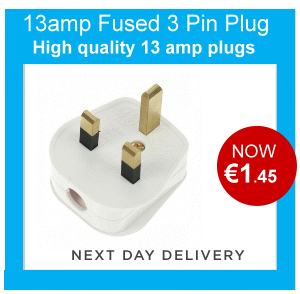 13amp Fused 3 Pin Plug
High quality 13 amp plugs
NOW
€1.45
NEXT DAY DELIVERY